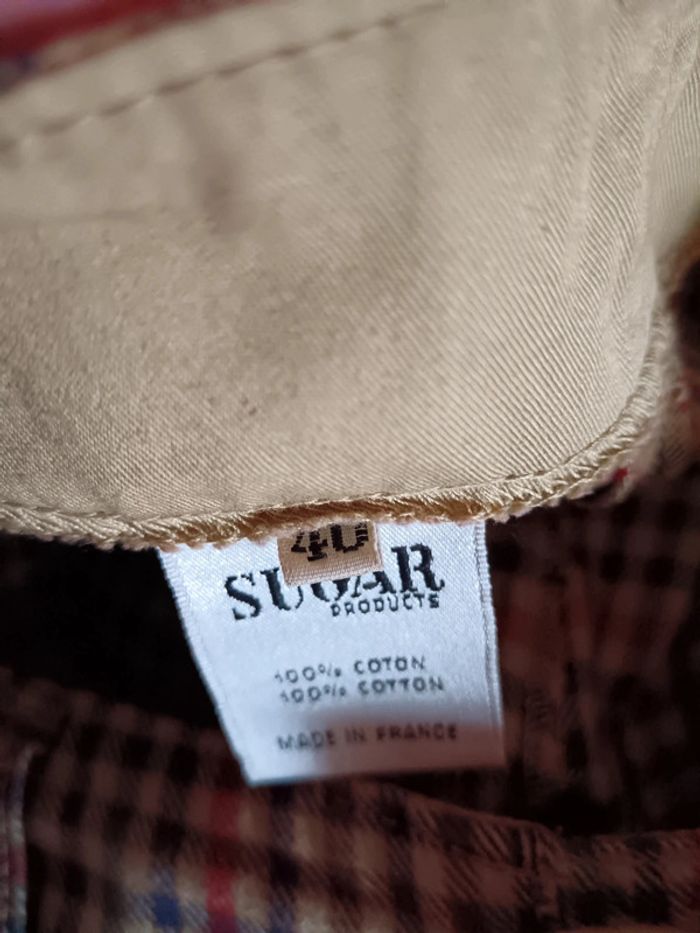 40
SUGAR
PRODUCTS
100% COTON
100% COTTON
MADE IN FRANCE